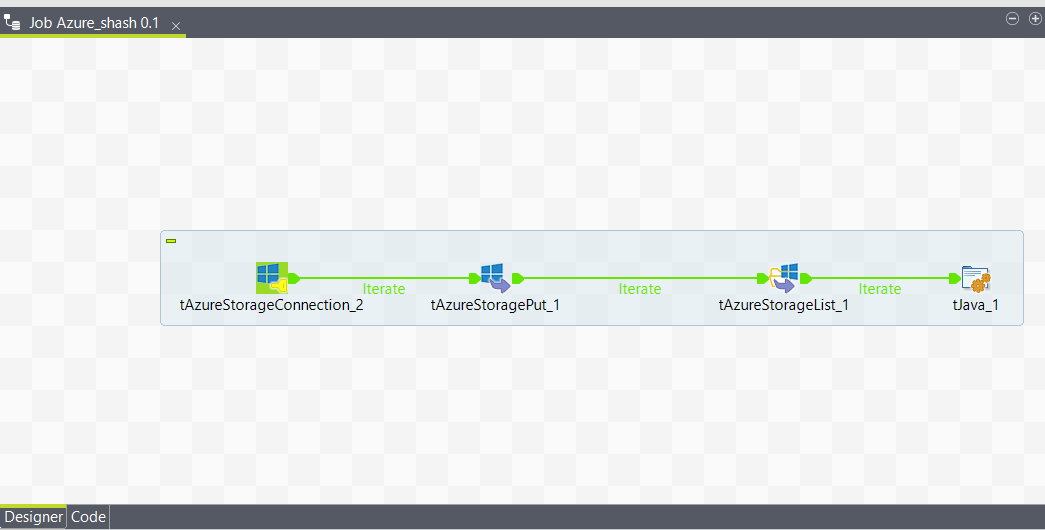 Job Azure_shash 0.1
Iterate Iterate Iterate
tAzureStorageConnection_2 tAzureStoragePut_1 tAzureStorageList_1 tJava_1
Designer Code